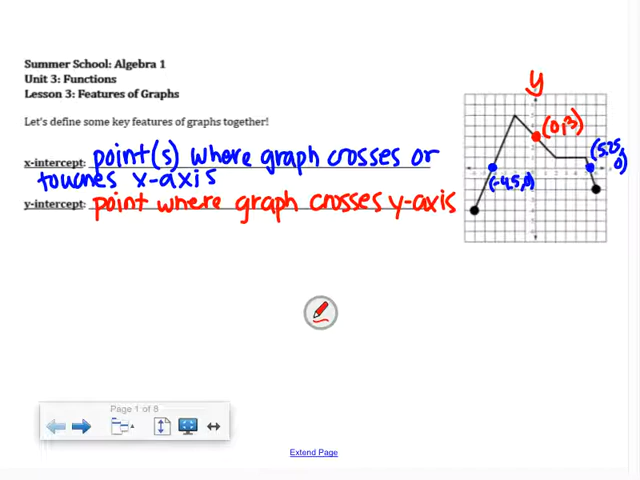 Summer School: Algebra 1
Unit 3: Functions
Lesson 3: Features of Graphs
Let's define some key features of graphs together!
x-intercept: point(s) where graph crosses or
touches x-axis
y-intercept: point where graph crosses y-axis
y
(0,3)
(5.25,
0)
(-4.5,0)
Page 1 of 8
Extend Page